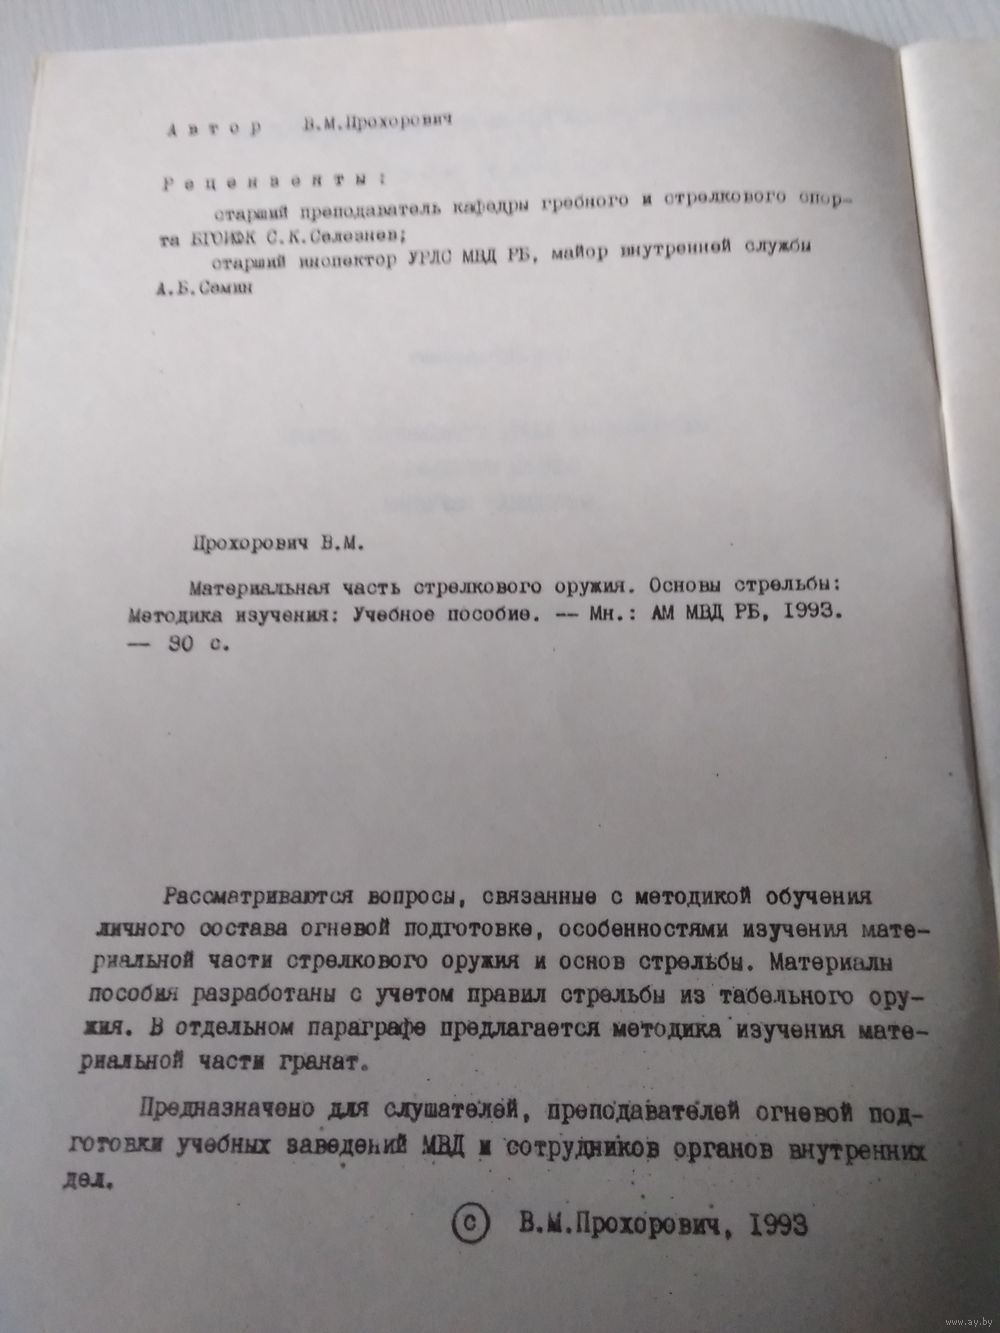 Автор В.М.Прохорович
Рецензенты:
старший преподаватель кафедры гребного и стрелкового спор-
та БГОИФК С.К.Селезнев;
старший инспектор УРЛС МВД РБ, майор внутренней службы
А.Б.Семин
Прохорович В.М.
Материальная часть стрелкового оружия. Основы стрельбы:
Методика изучения: Учебное пособие. — Мн.: АМ МВД РБ, 1993.
— 30 с.
Рассматриваются вопросы, связанные с методикой обучения
личного состава огневой подготовке, особенностями изучения мате-
риальной части стрелкового оружия и основ стрельбы. Материалы
пособия разработаны с учетом правил стрельбы из табельного ору-
жия. В отдельном параграфе предлагается методика изучения мате-
риальной части гранат.
Предназначено для слушателей, преподавателей огневой под-
готовки учебных заведений МВД и сотрудников органов внутренних
дел.
© В.М.Прохорович, 1993
www.ay.by